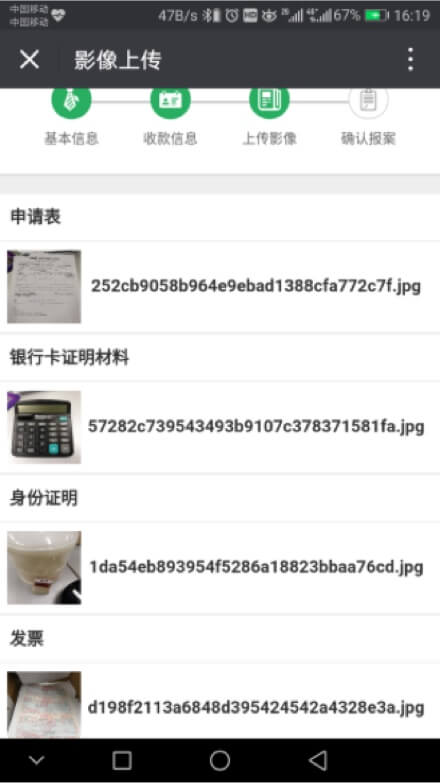 中国移动
中国移动
47B/s
2G
4G
67%
16:19
影像上传
基本信息 收款信息 上传影像 确认报案
申请表
252cb9058b964e9ebad1388cfa772c7f.jpg
银行卡证明材料
57282c739543493b9107c378371581fa.jpg
身份证明
1da54eb893954f5286a18823bbaa76cd.jpg
发票
d198f2113a6848d395424542a4328e3a.jpg